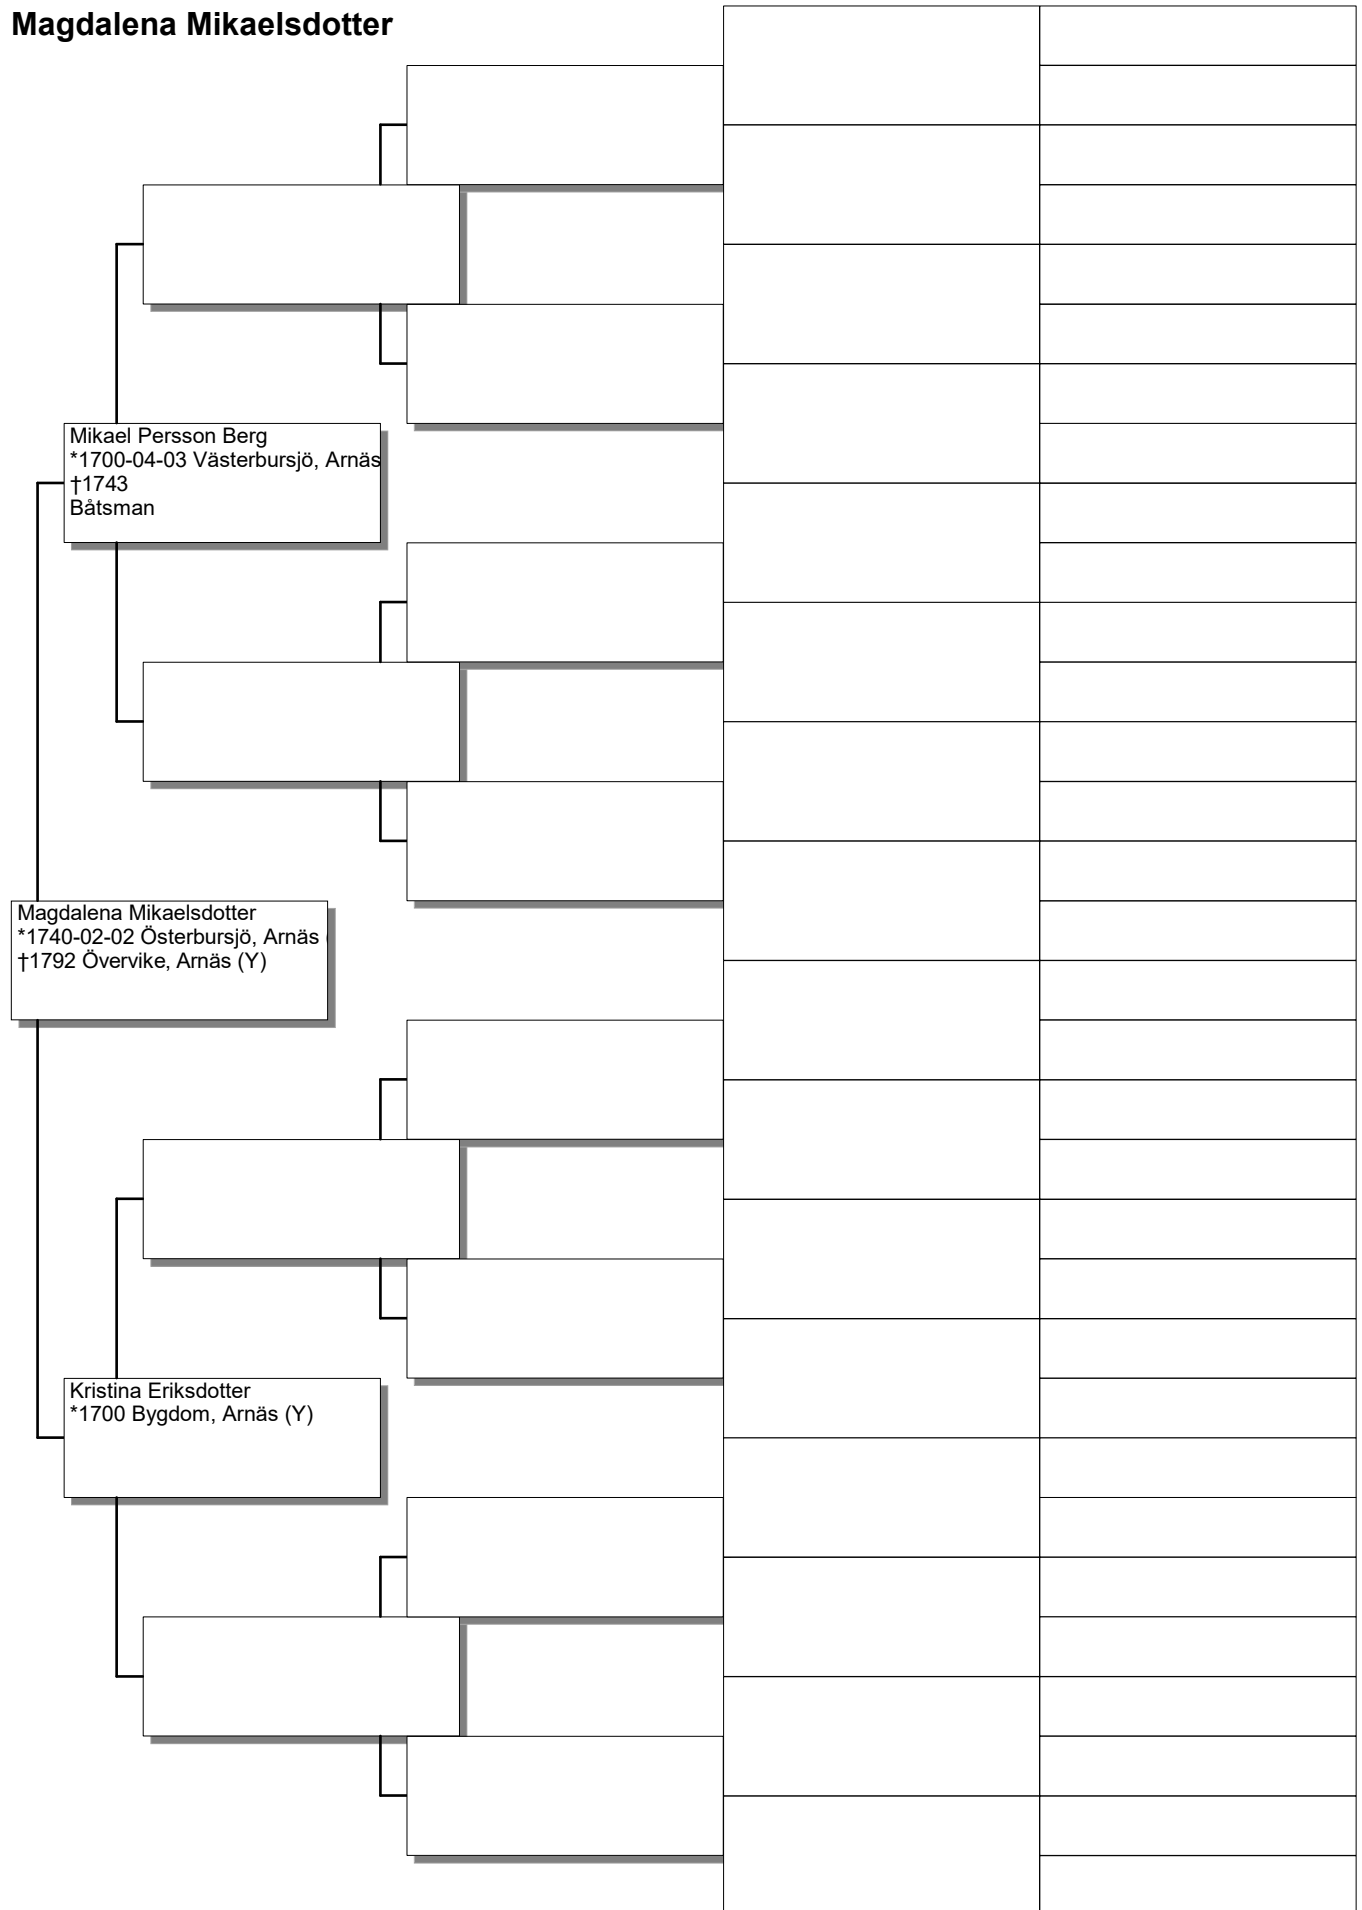 Magdalena Mikaelsdotter
Mikael Persson Berg
*1700-04-03 Västerbursjö, Arnäs
†1743
Båtsman
Magdalena Mikaelsdotter
*1740-02-02 Österbursjö, Arnäs (
†1792 Övervike, Arnäs (Y)
Kristina Eriksdotter
*1700 Bygdom, Arnäs (Y)